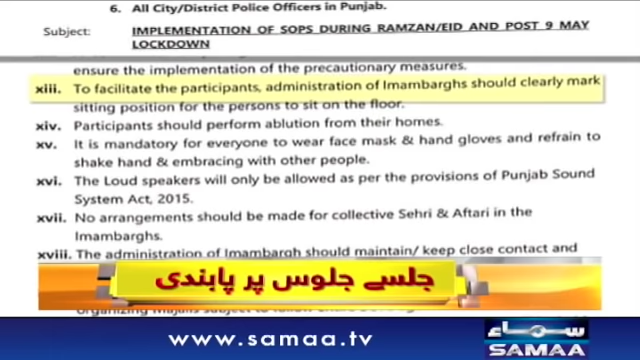 6. All City/District Police Officers in Punjab.
Subject: IMPLEMENTATION OF SOPS DURING RAMZAN/EID AND POST 9 MAY
LOCKDOWN
ensure the implementation of the precautionary measures.
xiii. To facilitate the participants, administration of Imambarghs should clearly mark
sitting position for the persons to sit on the floor.
xiv. Participants should perform ablution from their homes.
xv. It is mandatory for everyone to wear face mask & hand gloves and refrain to
shake hand & embracing with other people.
xvi. The Loud speakers will only be allowed as per the provisions of Punjab Sound
System Act, 2015.
xvii. No arrangements should be made for collective Sehri & Aftari in the
Imambarghs.
xviii. The administration of Imambargh should maintain/ keep close contact and
جلسے جلوس پر پابندی
organizing Majalis subject to follow
www.samaa.tv
سماء
SAMAA